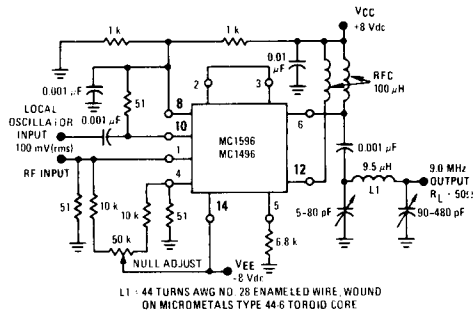 1 k
1 k
VCC
+8 Vdc
0.001 µF
51
0.01
µF
RFC
100 µH
2
3
LOCAL
OSCILLATOR
INPUT
100 mV(rms)
0.001 µF
8
10
6
MC1596
MC1496
0.001 µF
RF INPUT
1
4
12
9.5 µH
L1
9.0 MHz
OUTPUT
RL - 50Ω
14
5
51
10 k
10 k
51
5-80 pF
90-480 pF
50 k
6.8 k
NULL ADJUST
VEE
-8 Vdc
L1 : 44 TURNS AWG NO. 28 ENAMELED WIRE, WOUND
ON MICROMETALS TYPE 44-6 TOROID CORE